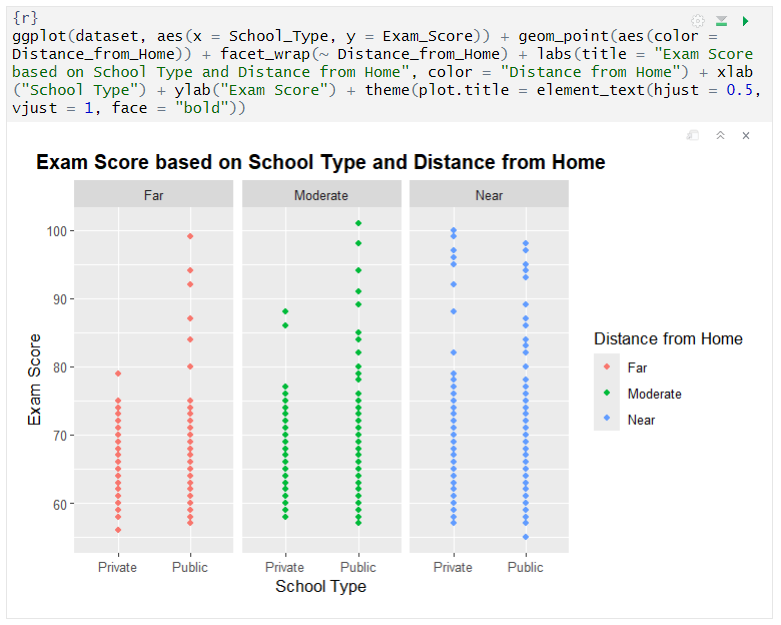 {r}
ggplot(dataset, aes(x = School_Type, y = Exam_Score)) + geom_point(aes(color =
Distance_from_Home)) + facet_wrap(~ Distance_from_Home) + labs(title = "Exam Score
based on School Type and Distance from Home", color = "Distance from Home") + xlab
("School Type") + ylab("Exam Score") + theme(plot.title = element_text(hjust = 0.5,
vjust = 1, face = "bold"))
Exam Score based on School Type and Distance from Home
Far Moderate Near
100
90
80
70
60
Exam Score
Private Public Private Public Private Public
School Type
Distance from Home
Far
Moderate
Near